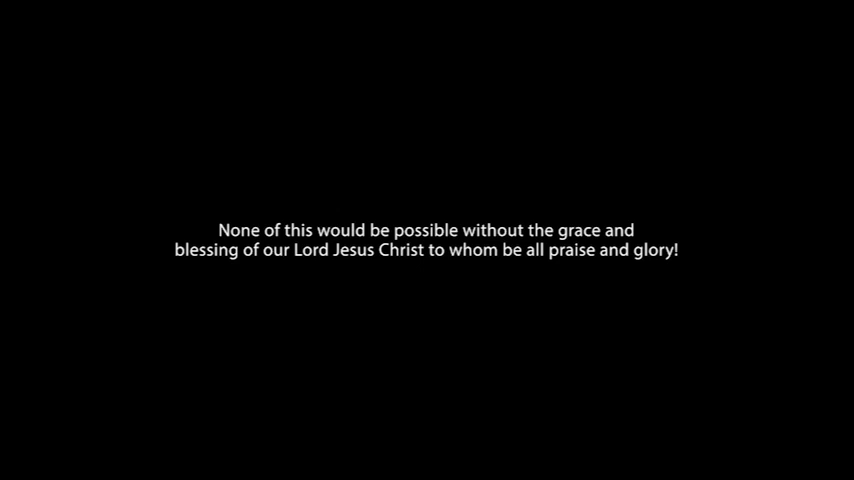 None of this would be possible without the grace and
blessing of our Lord Jesus Christ to whom be all praise and glory!